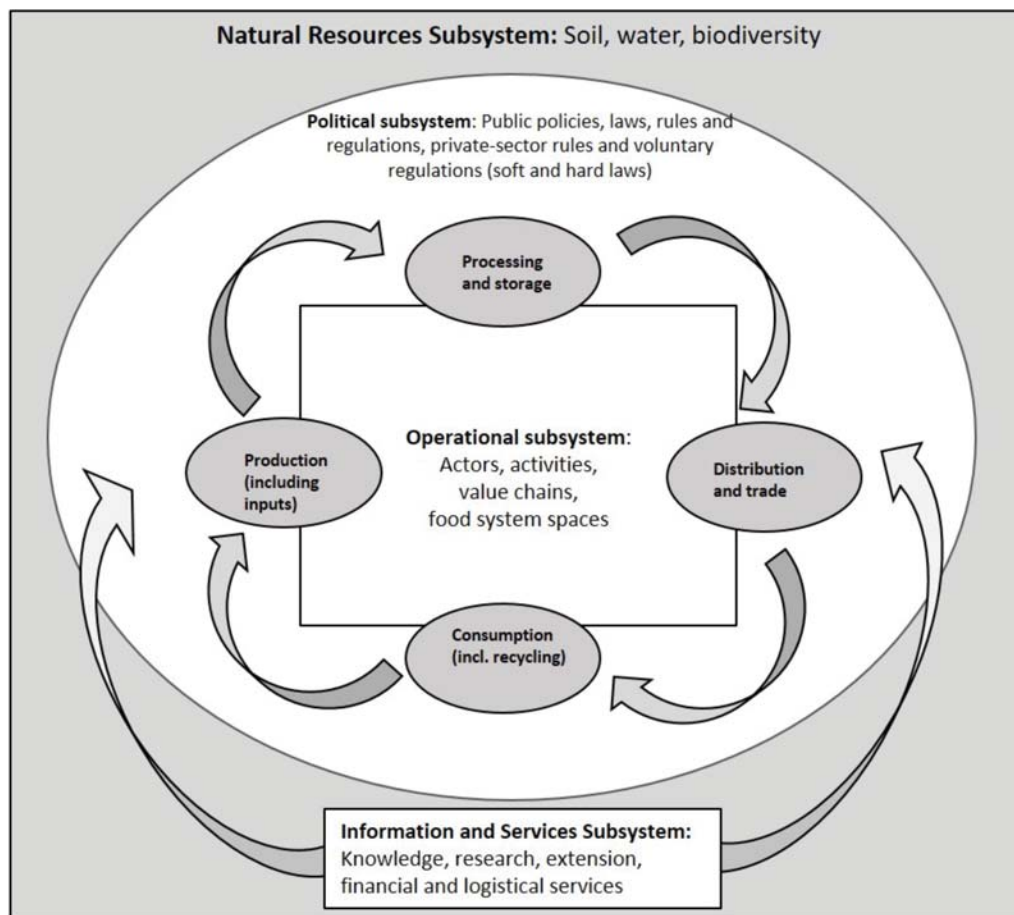 Natural Resources Subsystem: Soil, water, biodiversity
Political subsystem: Public policies, laws, rules and
regulations, private-sector rules and voluntary
regulations (soft and hard laws)
Processing
and storage
Production
(including
inputs)
Operational subsystem:
Actors, activities,
value chains,
food system spaces
Distribution
and trade
Consumption
(incl. recycling)
Information and Services Subsystem:
Knowledge, research, extension,
financial and logistical services